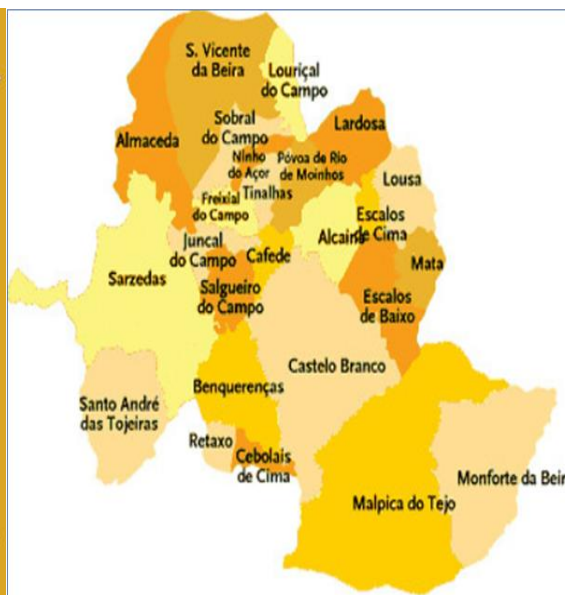 S. Vicente
da Beira
Louriçal
do Campo
Almaceda
Sobral
do Campo
Lardosa
Ninho
do Açor
Póvoa de Rio
de Moinhos
Tinalhas
Lousa
Freixial
do Campo
Escalos
de Cima
Alcains
Juncal
do Campo
Cafede
Mata
Sarzedas
Salgueiro
do Campo
Escalos
de Baixo
Castelo Branco
Benquerenças
Santo André
das Tojeiras
Retaxo
Cebolais
de Cima
Monforte da Beir
Malpica do Tejo